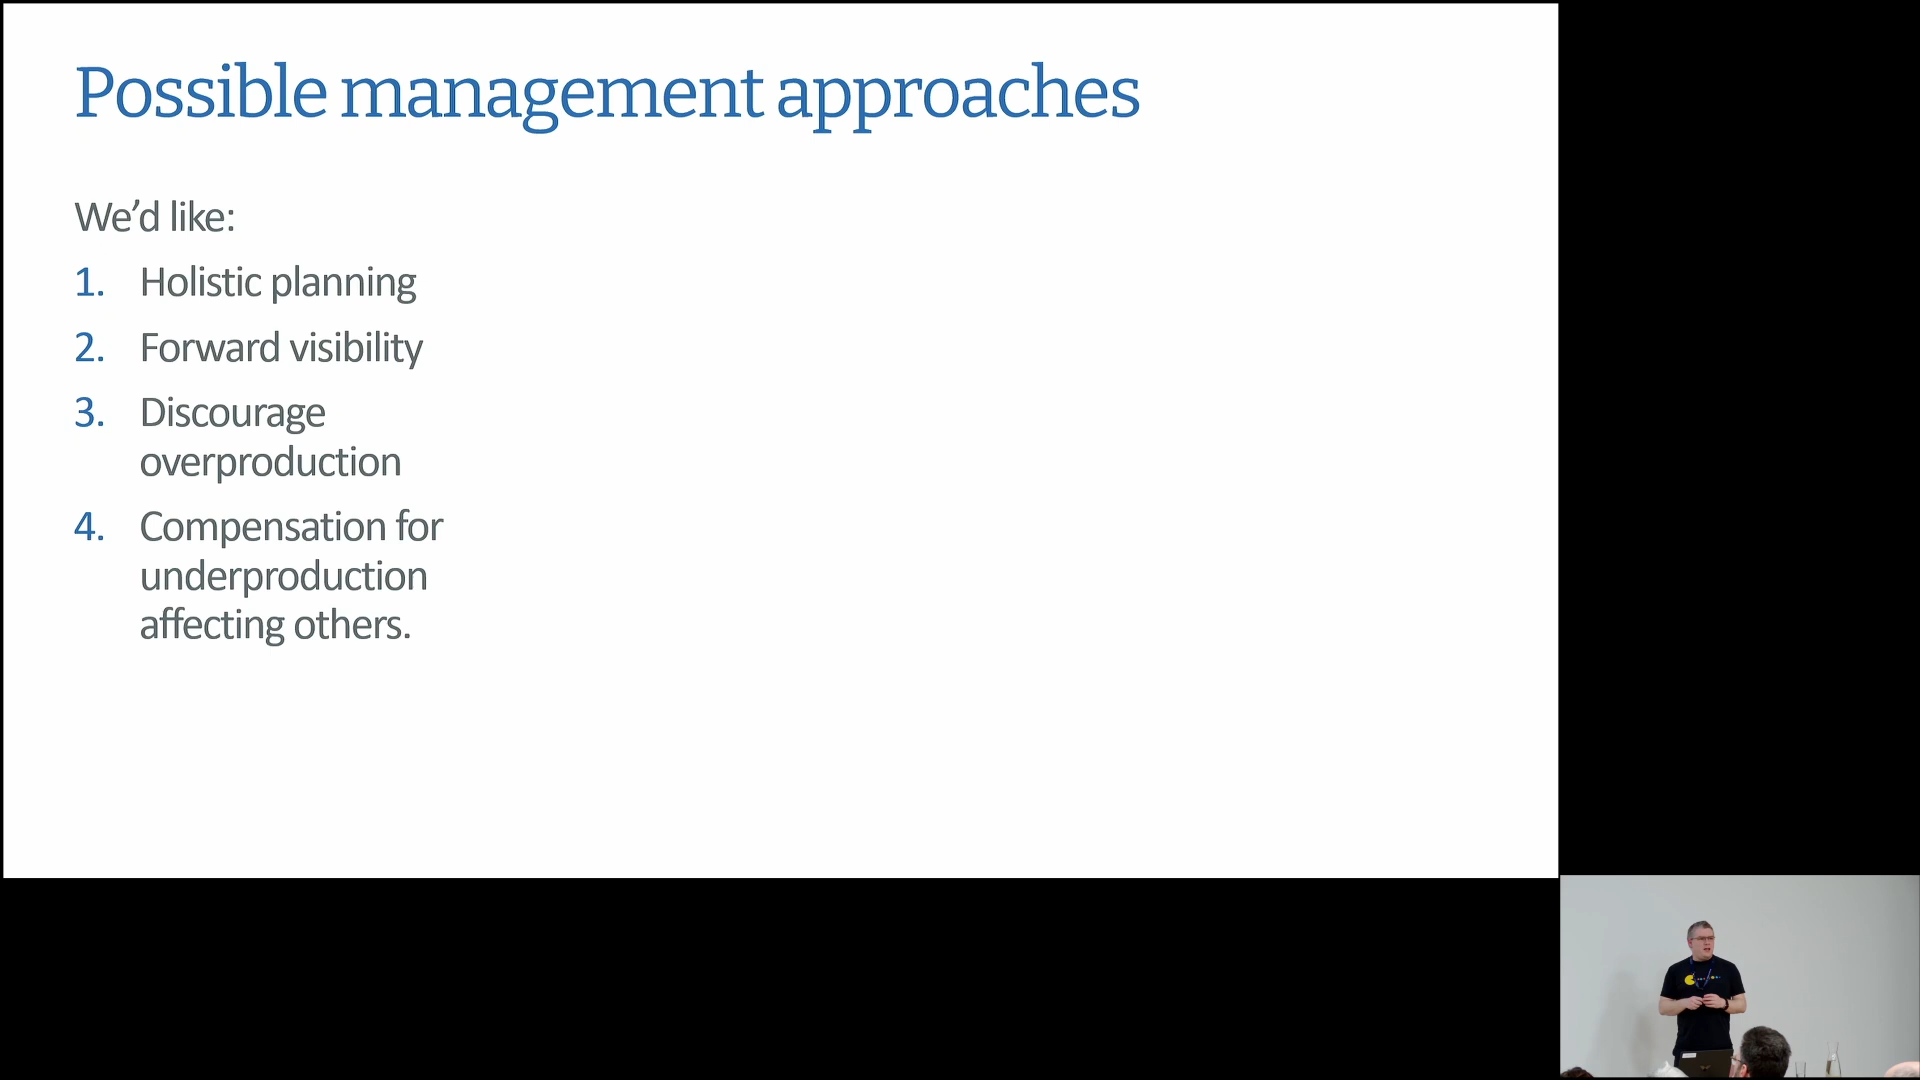 Possible management approaches
We’d like:
1. Holistic planning
2. Forward visibility
3. Discourage
overproduction
4. Compensation for
underproduction
affecting others.